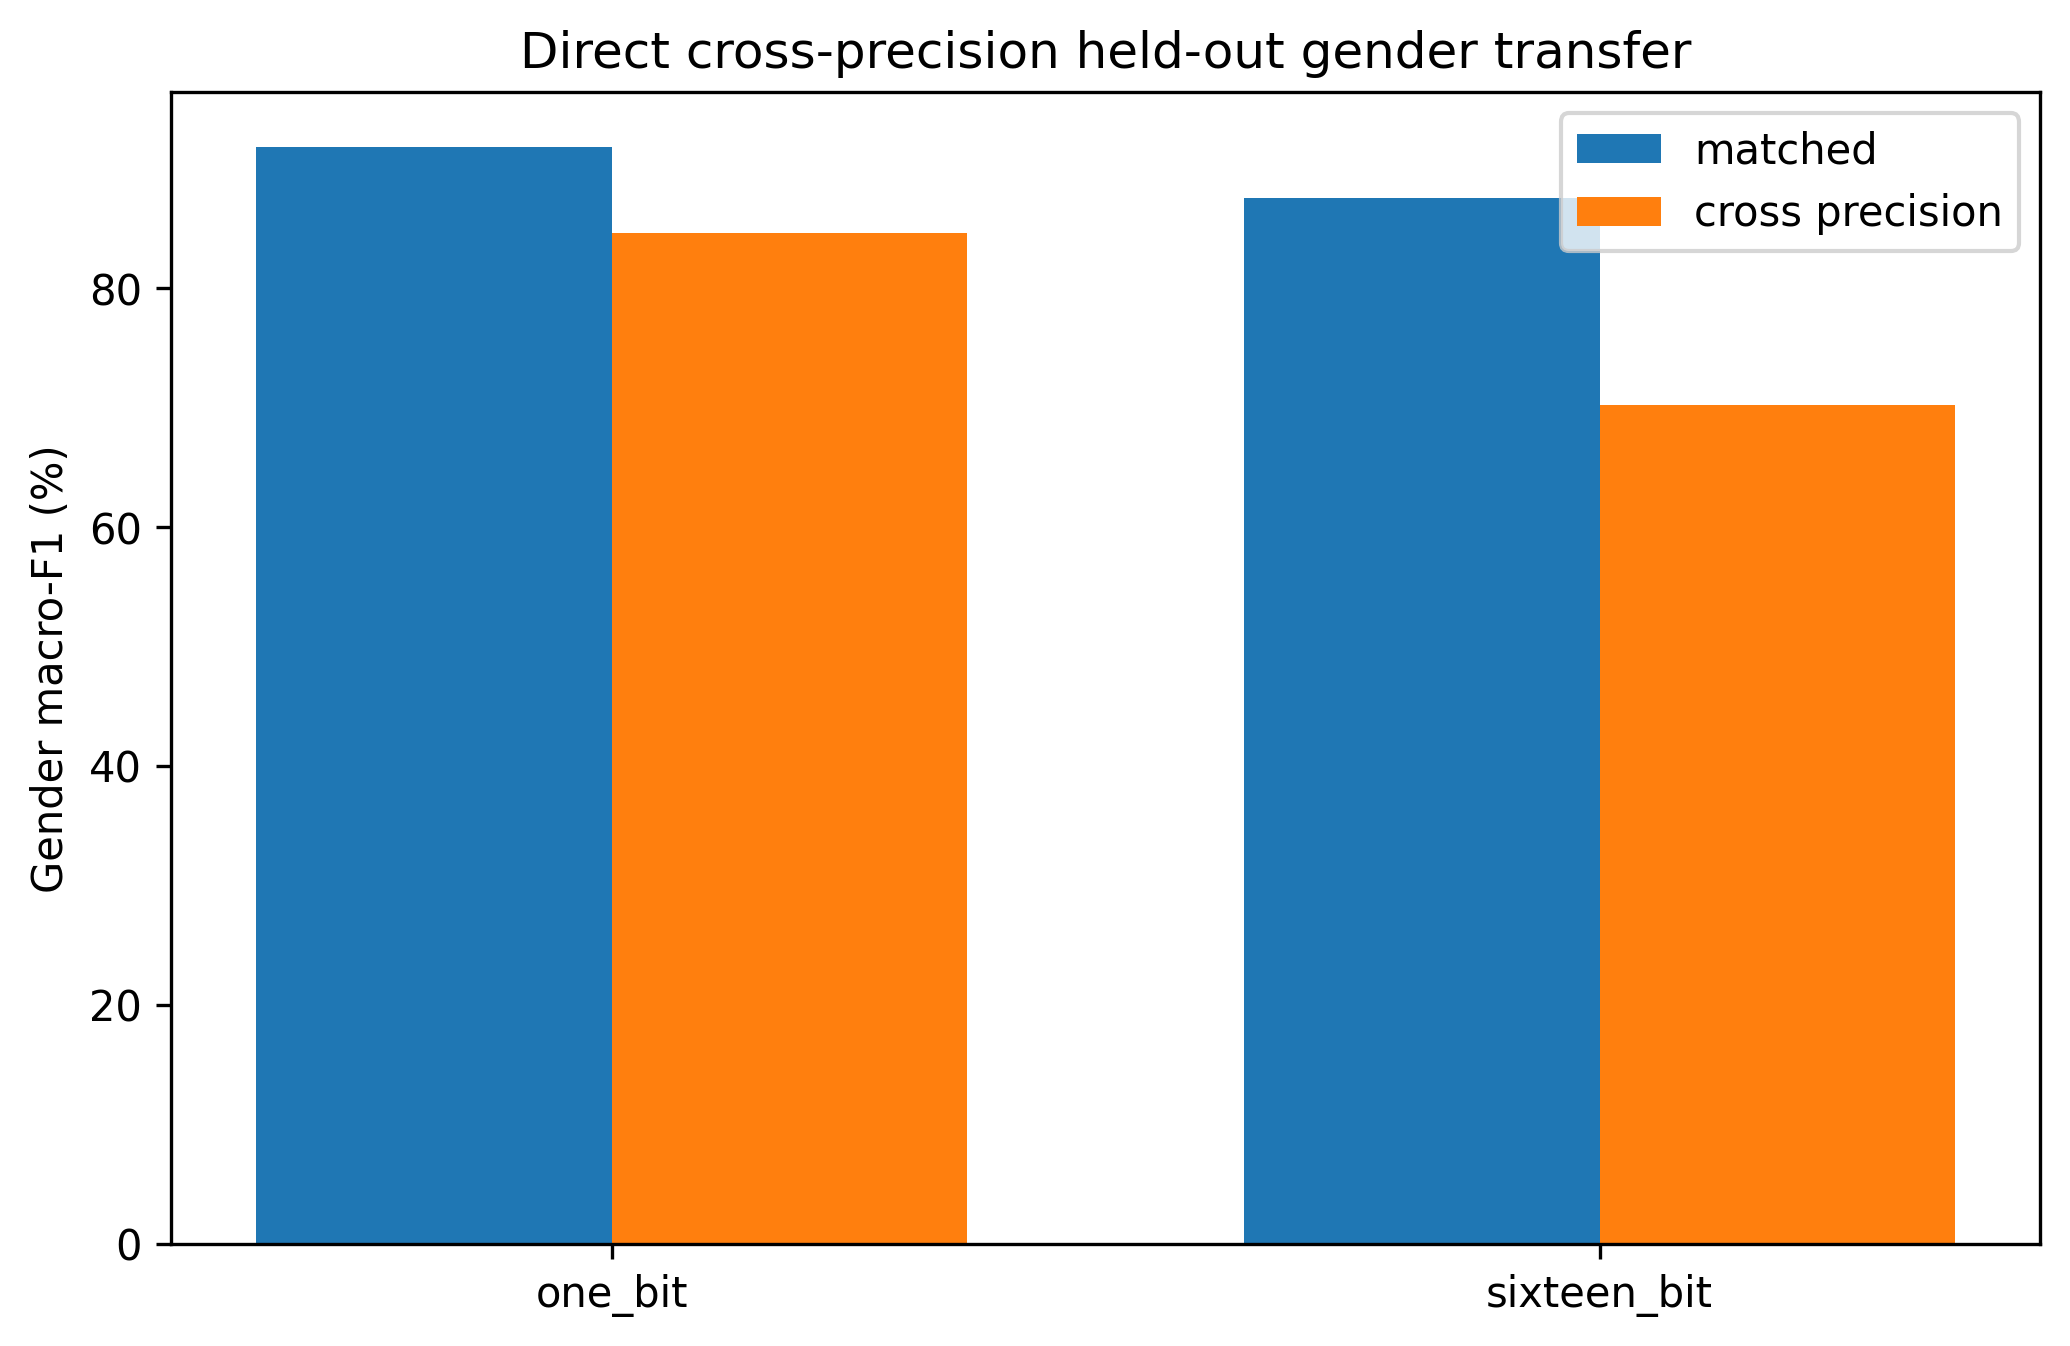 Direct cross-precision held-out gender transfer
matched
cross precision
Gender macro-F1 (%)
80
60
40
20
0
one_bit
sixteen_bit